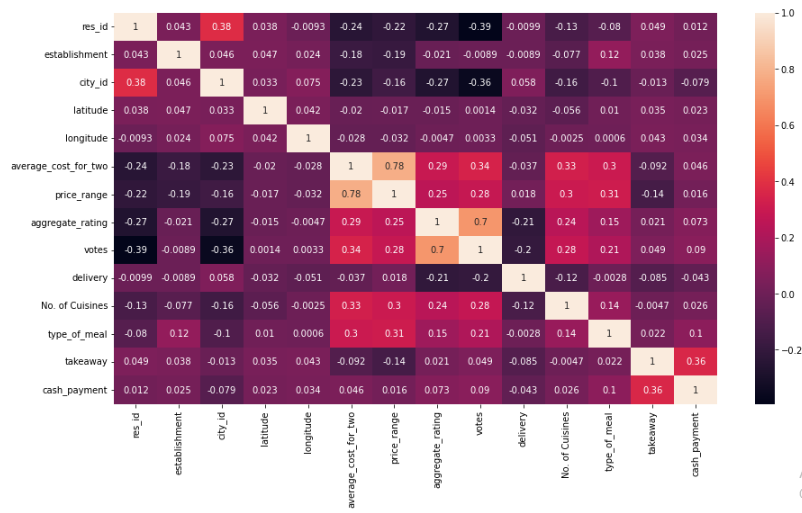 res_id 1 0.043 0.38 0.038 -0.0093 -0.24 -0.22 -0.27 -0.39 -0.0099 -0.13 -0.08 0.049 0.012
establishment 0.043 1 0.046 0.047 0.024 -0.18 -0.19 -0.021 -0.0089 -0.0089 -0.077 0.12 0.038 0.025
city_id 0.38 0.046 1 0.033 0.075 -0.23 -0.16 -0.27 -0.36 0.058 -0.16 -0.1 -0.013 -0.079
latitude 0.038 0.047 0.033 1 0.042 -0.02 -0.017 -0.015 0.0014 -0.032 -0.056 0.01 0.035 0.023
longitude -0.0093 0.024 0.075 0.042 1 -0.028 -0.032 -0.0047 0.0033 -0.051 -0.0025 0.0006 0.043 0.034
average_cost_for_two -0.24 -0.18 -0.23 -0.02 -0.028 1 0.78 0.29 0.34 -0.037 0.33 0.3 -0.092 0.046
price_range -0.22 -0.19 -0.16 -0.017 -0.032 0.78 1 0.25 0.28 0.018 0.3 0.31 -0.14 0.016
aggregate_rating -0.27 -0.021 -0.27 -0.015 -0.0047 0.29 0.25 1 0.7 -0.21 0.24 0.15 0.021 0.073
votes -0.39 -0.0089 -0.36 0.0014 0.0033 0.34 0.28 0.7 1 -0.2 0.28 0.21 0.049 0.09
delivery -0.0099 -0.0089 0.058 -0.032 -0.051 -0.037 0.018 -0.21 -0.2 1 -0.12 -0.0028 -0.085 -0.043
No. of Cuisines -0.13 -0.077 -0.16 -0.056 -0.0025 0.33 0.3 0.24 0.28 -0.12 1 0.14 -0.0047 0.026
type_of_meal -0.08 0.12 -0.1 0.01 0.0006 0.3 0.31 0.15 0.21 -0.0028 0.14 1 0.022 0.1
takeaway 0.049 0.038 -0.013 0.035 0.043 -0.092 -0.14 0.021 0.049 -0.085 -0.0047 0.022 1 0.36
cash_payment 0.012 0.025 -0.079 0.023 0.034 0.046 0.016 0.073 0.09 -0.043 0.026 0.1 0.36 1
res_id
establishment
city_id
latitude
longitude
average_cost_for_two
price_range
aggregate_rating
votes
delivery
No. of Cuisines
type_of_meal
takeaway
cash_payment
1.0
0.8
0.6
0.4
0.2
0.0
−0.2